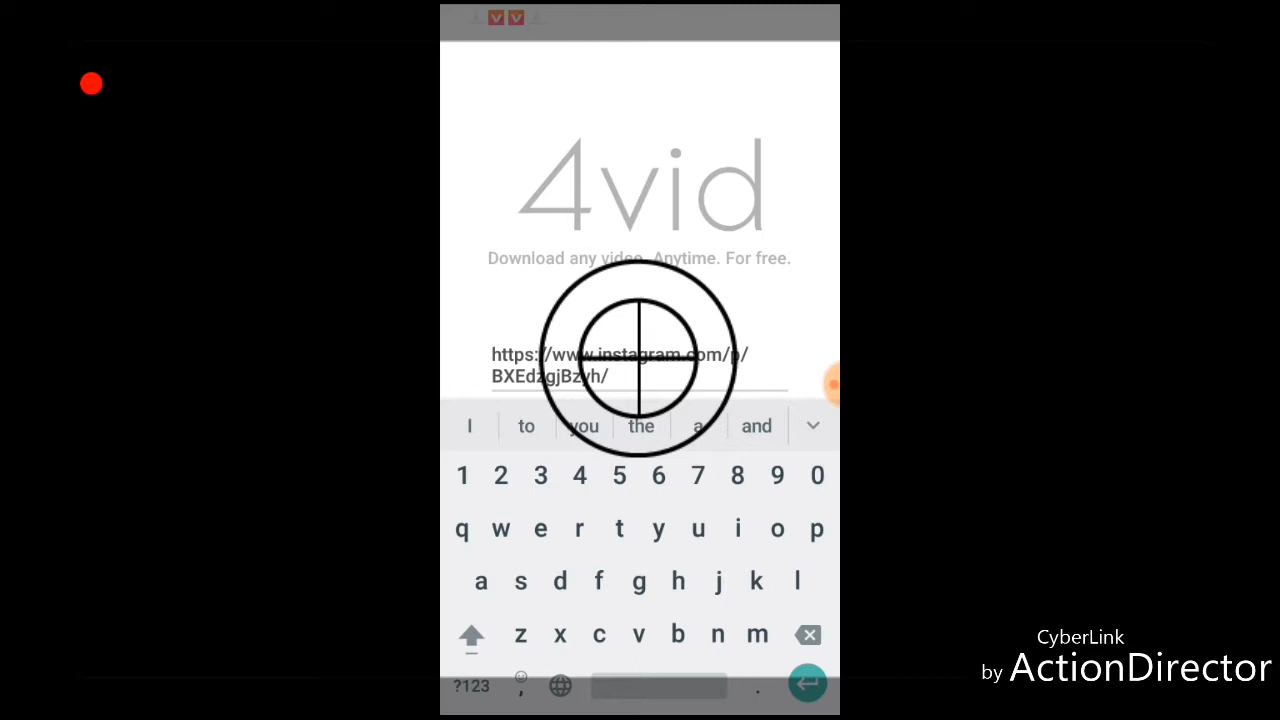 4vid
Download any video. Anytime. For free.
https://www.instagram.com/p/
BXEdzgjBzyh/
I to you the a and
1 2 3 4 5 6 7 8 9 0
q w e r t y u i o p
a s d f g h j k l
z x c v b n m
?123 , .
CyberLink
by ActionDirector